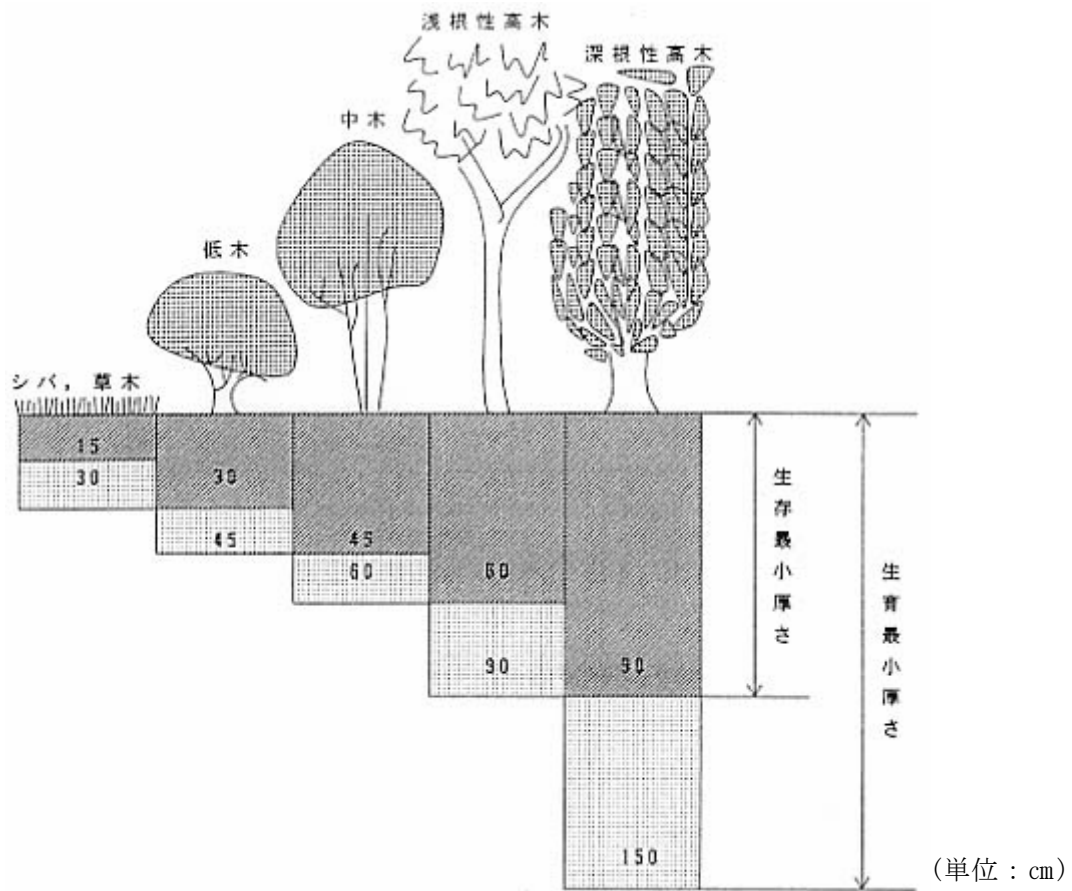 浅根性高木
深根性高木
中木
低木
シバ，草木
15
30
30
45
45
60
60
90
90
150
生存最小厚さ
生育最小厚さ
(単位：cm)